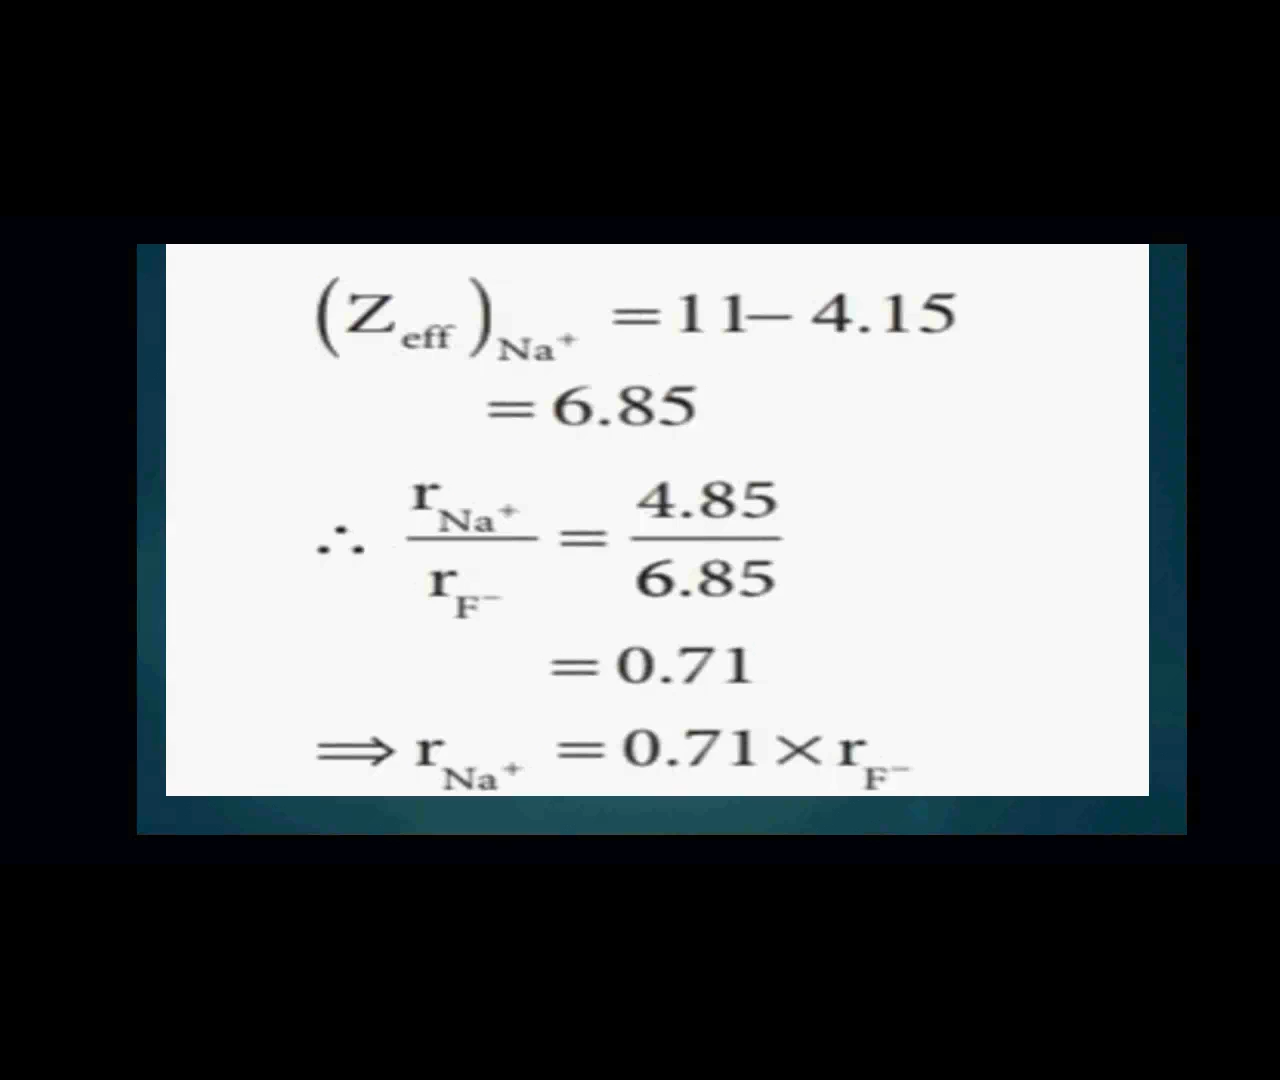 (Z_eff)_Na⁺ = 11 − 4.15
= 6.85
∴ r_Na⁺ / r_F⁻ = 4.85 / 6.85
= 0.71
⟹ r_Na⁺ = 0.71 × r_F⁻